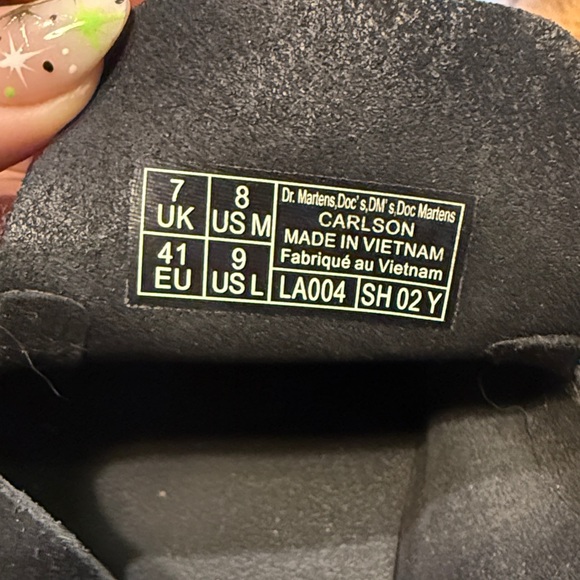 7
UK
8
US M
41
EU
9
US L
Dr. Martens,Doc's,DM's,Doc Martens
CARLSON
MADE IN VIETNAM
Fabriqué au Vietnam
LA004
SH 02 Y